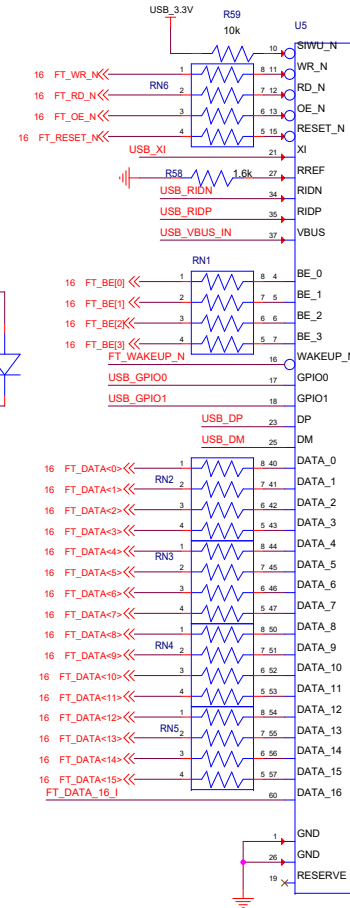 USB_3.3V
R59
10k
U5
10 SIWU_N
16 FT_WR_N 1 8 11 WR_N
16 FT_RD_N RN6 2 7 12 RD_N
16 FT_OE_N 3 6 13 OE_N
16 FT_RESET_N 4 5 15 RESET_N
USB_XI 21 XI
R58 1.6k 27 RREF
USB_RIDN 34 RIDN
USB_RIDP 35 RIDP
USB_VBUS_IN 37 VBUS
RN1
16 FT_BE[0] 1 8 4 BE_0
16 FT_BE[1] 2 7 5 BE_1
16 FT_BE[2] 3 6 6 BE_2
16 FT_BE[3] 4 5 7 BE_3
FT_WAKEUP_N 16 WAKEUP_N
USB_GPIO0 17 GPIO0
USB_GPIO1 18 GPIO1
USB_DP 23 DP
USB_DM 25 DM
16 FT_DATA<0> 1 8 40 DATA_0
16 FT_DATA<1> RN2 2 7 41 DATA_1
16 FT_DATA<2> 3 6 42 DATA_2
16 FT_DATA<3> 4 5 43 DATA_3
16 FT_DATA<4> 1 8 44 DATA_4
RN3
16 FT_DATA<5> 2 7 45 DATA_5
16 FT_DATA<6> 3 6 46 DATA_6
16 FT_DATA<7> 4 5 47 DATA_7
16 FT_DATA<8> 1 8 50 DATA_8
16 FT_DATA<9> RN4 2 7 51 DATA_9
16 FT_DATA<10> 3 6 52 DATA_10
16 FT_DATA<11> 4 5 53 DATA_11
16 FT_DATA<12> 1 8 54 DATA_12
16 FT_DATA<13> RN5 2 7 55 DATA_13
16 FT_DATA<14> 3 6 56 DATA_14
16 FT_DATA<15> 4 5 57 DATA_15
FT_DATA_16_I 60 DATA_16
1 GND
26 GND
19 RESERVE